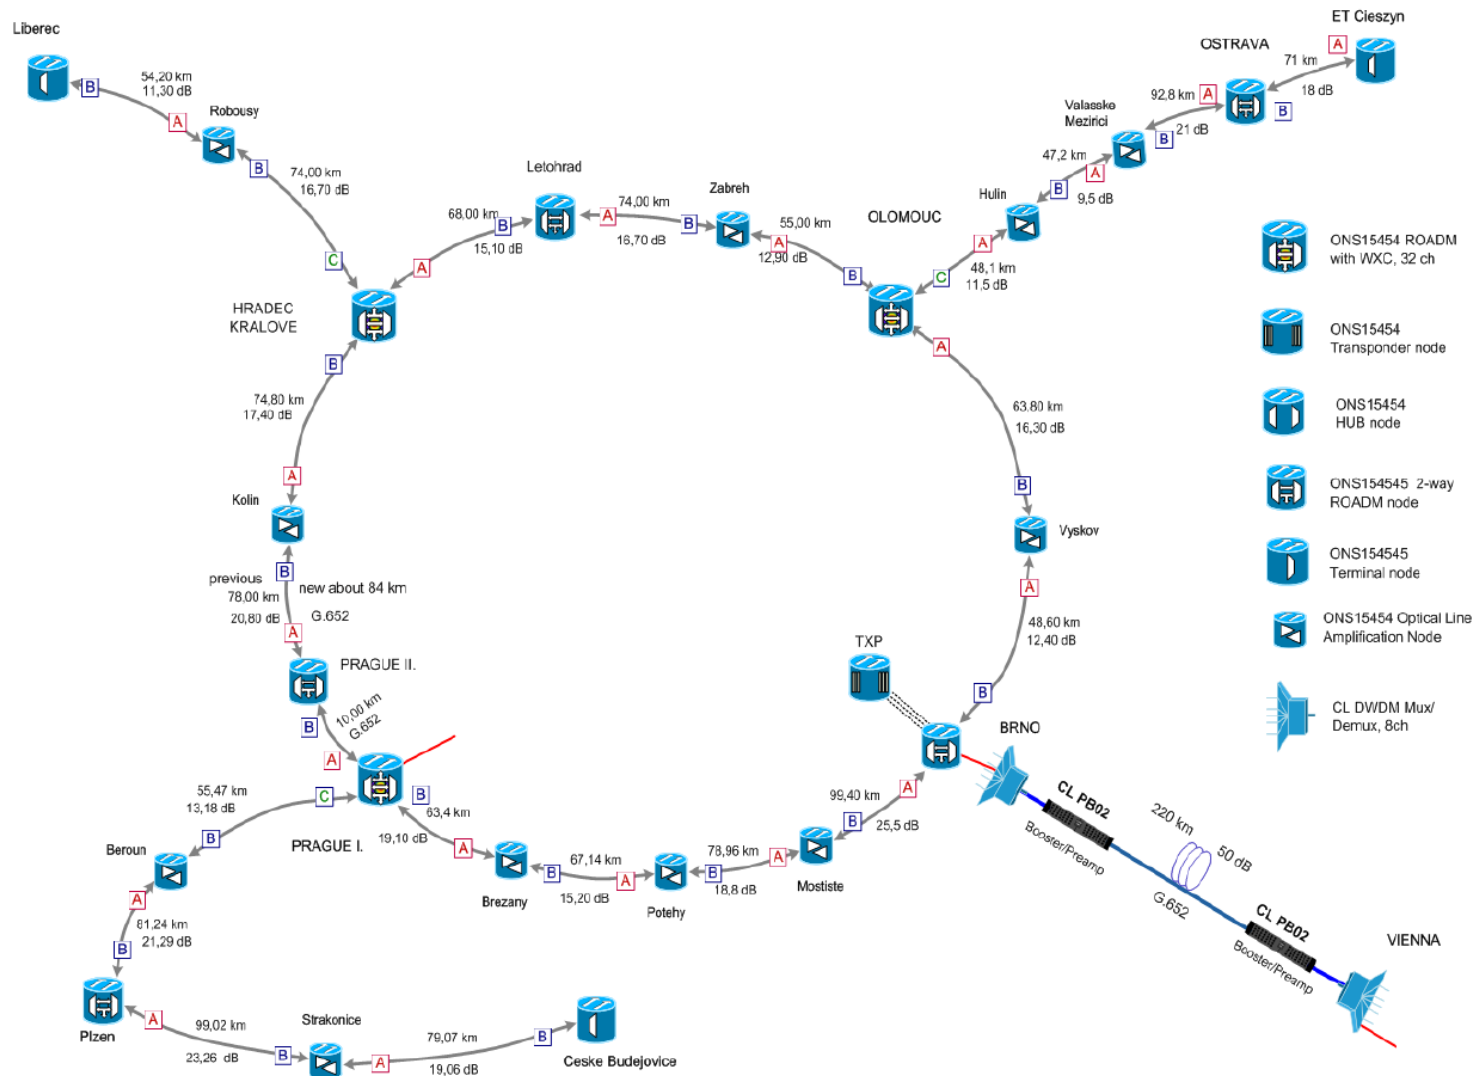 Liberec
B
54,20 km
11,30 dB
A
Robousy
B
74,00 km
16,70 dB
C
HRADEC
KRALOVE
A
68,00 km
15,10 dB
B
Letohrad
A
74,00 km
16,70 dB
B
Zabreh
A
55,00 km
12,90 dB
B
OLOMOUC
C
48,1 km
11,5 dB
A
Hulin
B
47,2 km
9,5 dB
A
Valasske
Mezirici
B
92,8 km
21 dB
A
OSTRAVA
B
71 km
18 dB
A
ET Cieszyn
B
74,80 km
17,40 dB
A
Kolin
B
previous
78,00 km
20,80 dB
new about 84 km
G.652
A
PRAGUE II.
B
10,00 km
G.652
A
PRAGUE I.
C
55,47 km
13,18 dB
B
Beroun
A
81,24 km
21,29 dB
B
Plzen
A
99,02 km
23,26 dB
B
Strakonice
A
79,07 km
19,06 dB
B
Ceske Budejovice
B
63,4 km
19,10 dB
A
Brezany
B
67,14 km
15,20 dB
A
Potehy
B
78,96 km
18,8 dB
A
Mostiste
B
99,40 km
25,5 dB
A
BRNO
TXP
A
63,80 km
16,30 dB
B
Vyskov
A
48,60 km
12,40 dB
B
CL PB02
Booster/Preamp
220 km
50 dB
G.652
CL PB02
Booster/Preamp
VIENNA
ONS15454 ROADM
with WXC, 32 ch
ONS15454
Transponder node
ONS15454
HUB node
ONS154545 2-way
ROADM node
ONS154545
Terminal node
ONS15454 Optical Line
Amplification Node
CL DWDM Mux/
Demux, 8ch